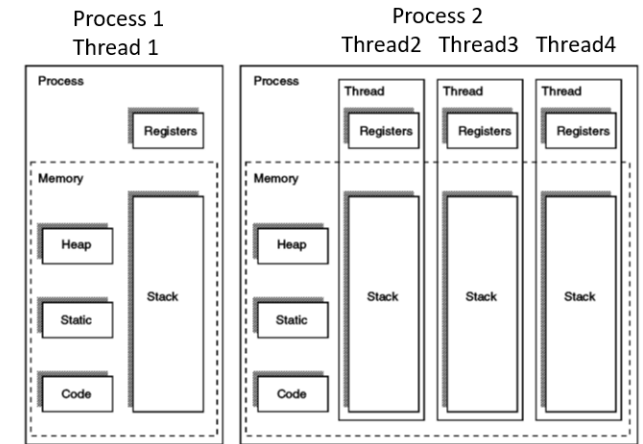 Process 1
Thread 1
Process 2
Thread2 Thread3 Thread4
Process
Registers
Memory
Heap
Static
Code
Stack
Process
Thread
Thread
Thread
Registers
Registers
Registers
Memory
Heap
Static
Code
Stack
Stack
Stack